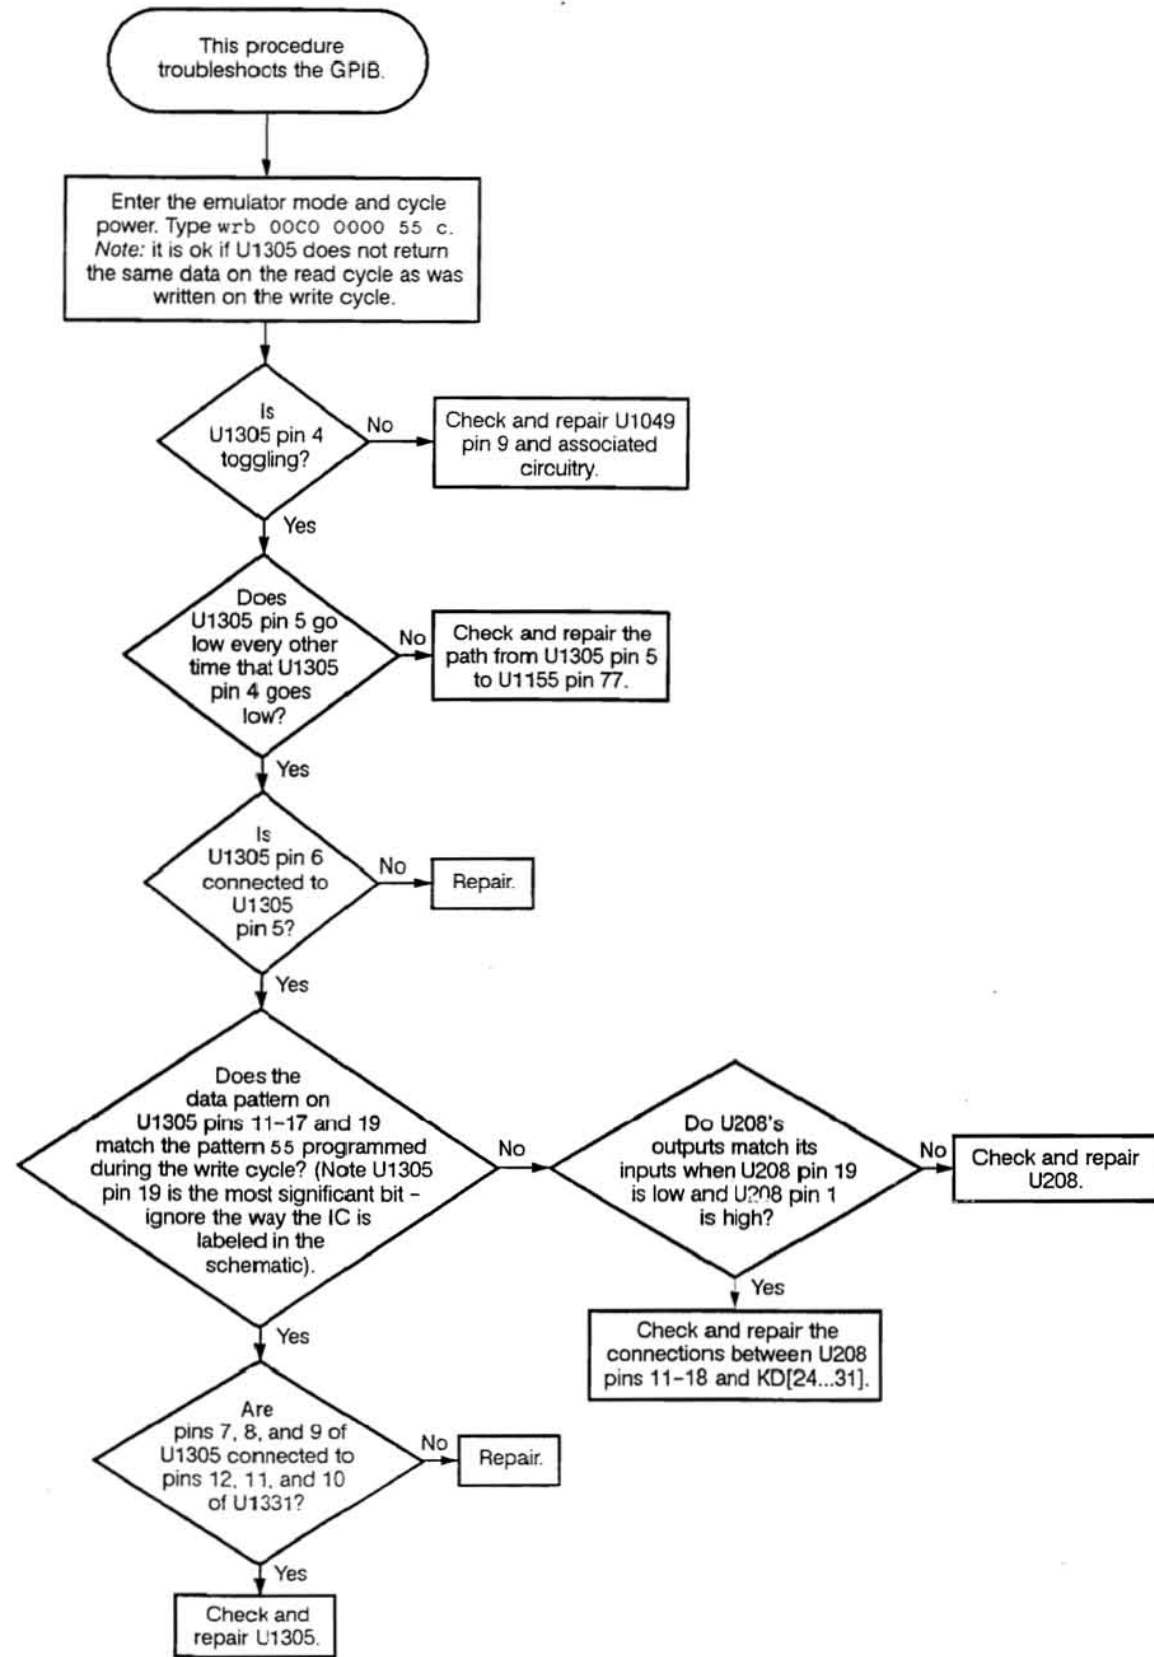 This procedure
troubleshoots the GPIB.
Enter the emulator mode and cycle
power. Type wrb 00C0 0000 55 c.
Note: it is ok if U1305 does not return
the same data on the read cycle as was
written on the write cycle.
Is
U1305 pin 4
toggling?
No
Check and repair U1049
pin 9 and associated
circuitry.
Yes
Does
U1305 pin 5 go
low every other
time that U1305
pin 4 goes
low?
No
Check and repair the
path from U1305 pin 5
to U1155 pin 77.
Yes
Is
U1305 pin 6
connected to
U1305
pin 5?
No
Repair.
Yes
Does the
data pattern on
U1305 pins 11–17 and 19
match the pattern 55 programmed
during the write cycle? (Note U1305
pin 19 is the most significant bit –
ignore the way the IC is
labeled in the
schematic).
No
Do U208's
outputs match its
inputs when U208 pin 19
is low and U208 pin 1
is high?
No
Check and repair
U208.
Yes
Check and repair the
connections between U208
pins 11–18 and KD[24...31].
Yes
Are
pins 7, 8, and 9 of
U1305 connected to
pins 12, 11, and 10
of U1331?
No
Repair.
Yes
Check and
repair U1305.